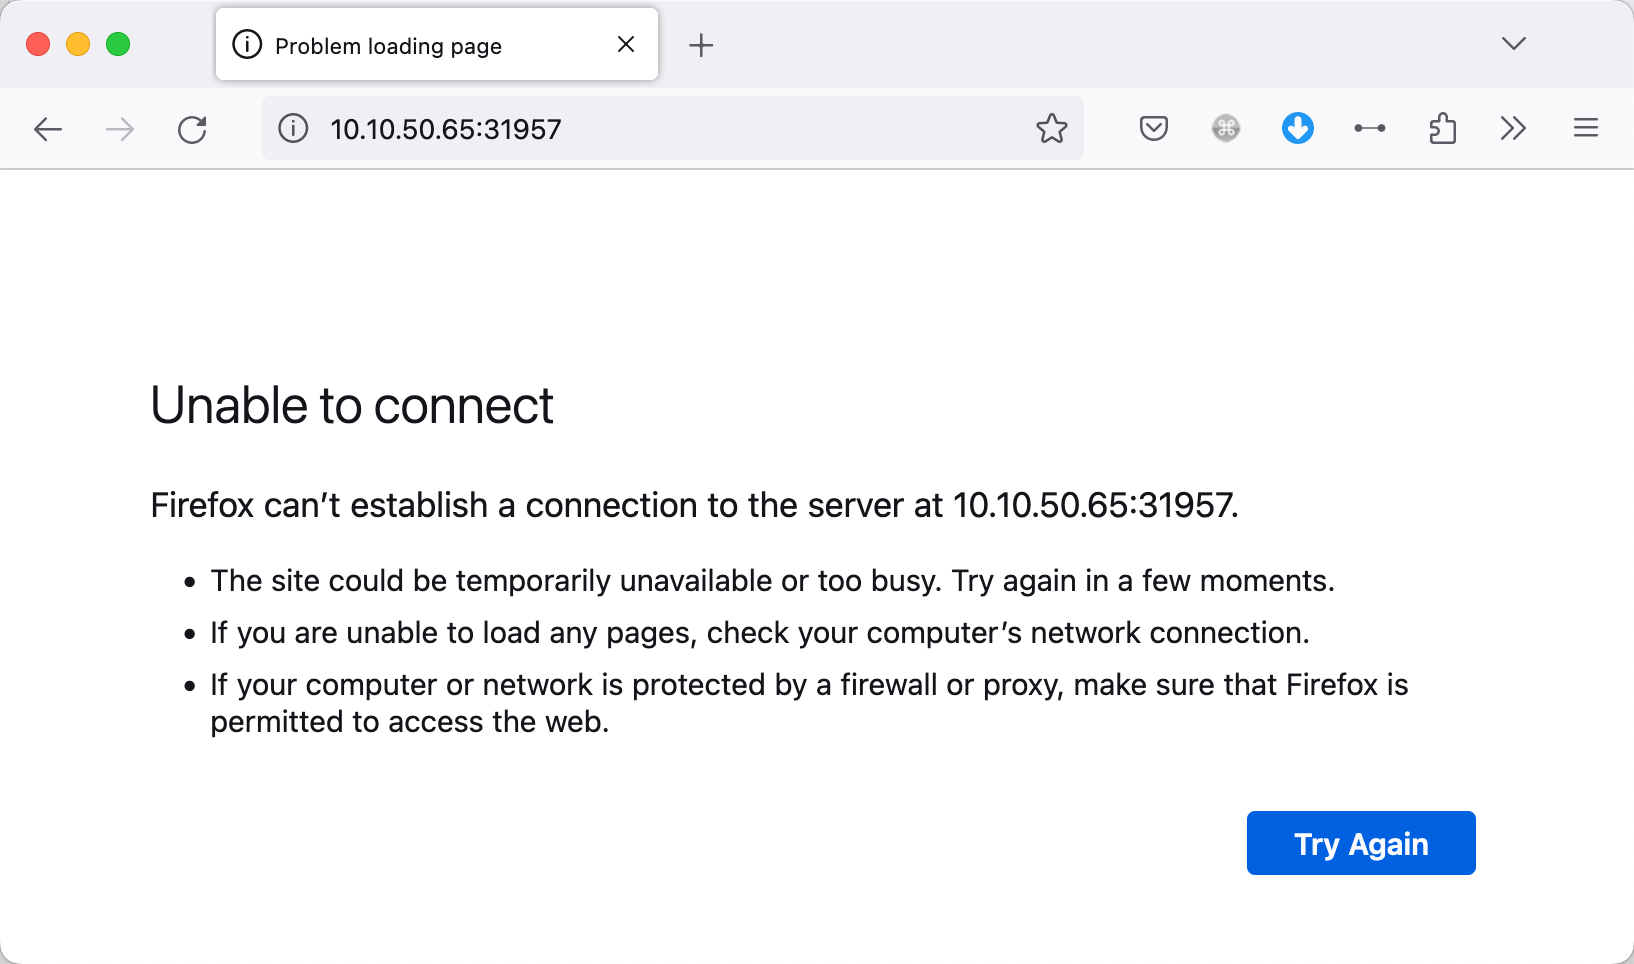 Problem loading page
10.10.50.65:31957
Unable to connect
Firefox can’t establish a connection to the server at 10.10.50.65:31957.
• The site could be temporarily unavailable or too busy. Try again in a few moments.
• If you are unable to load any pages, check your computer’s network connection.
• If your computer or network is protected by a firewall or proxy, make sure that Firefox is
permitted to access the web.
Try Again